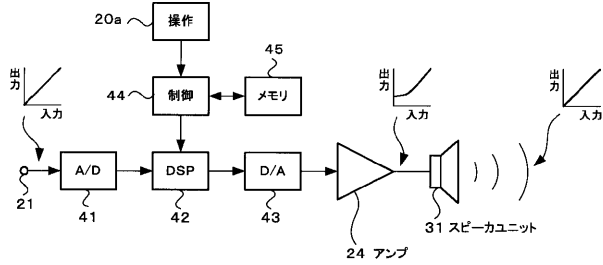 20a
操作
44
制御
45
メモリ
出力
入力
出力
入力
出力
入力
21
A/D
41
DSP
42
D/A
43
24 アンプ
31 スピーカユニット